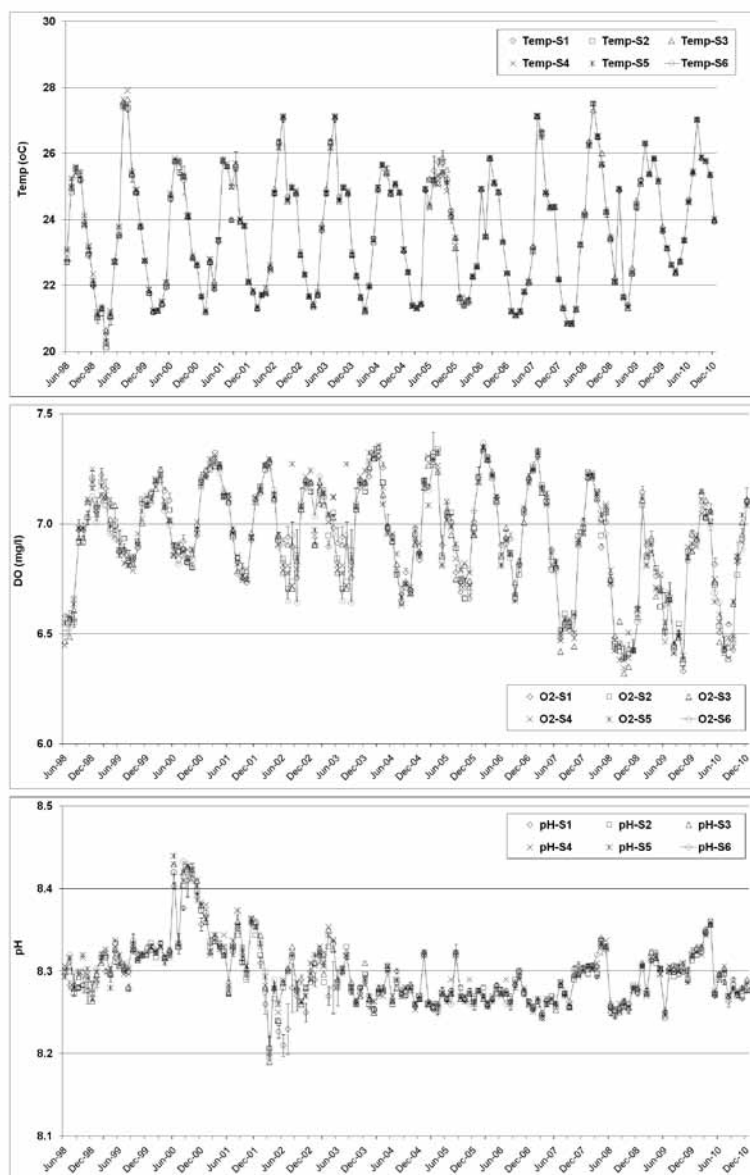 30
Temp-S1 Temp-S2 Temp-S3
Temp-S4 Temp-S5 Temp-S6
28
26
Temp (oC)
24
22
20
Jun-98 Dec-98 Jun-99 Dec-99 Jun-00 Dec-00 Jun-01 Dec-01 Jun-02 Dec-02 Jun-03 Dec-03 Jun-04 Dec-04 Jun-05 Dec-05 Jun-06 Dec-06 Jun-07 Dec-07 Jun-08 Dec-08 Jun-09 Dec-09 Jun-10 Dec-10
7.5
7.0
DO (mg/l)
6.5
O2-S1 O2-S2 O2-S3
O2-S4 O2-S5 O2-S6
6.0
Jun-98 Dec-98 Jun-99 Dec-99 Jun-00 Dec-00 Jun-01 Dec-01 Jun-02 Dec-02 Jun-03 Dec-03 Jun-04 Dec-04 Jun-05 Dec-05 Jun-06 Dec-06 Jun-07 Dec-07 Jun-08 Dec-08 Jun-09 Dec-09 Jun-10 Dec-10
8.5
pH-S1 pH-S2 pH-S3
pH-S4 pH-S5 pH-S6
8.4
pH
8.3
8.2
8.1
Jun-98 Dec-98 Jun-99 Dec-99 Jun-00 Dec-00 Jun-01 Dec-01 Jun-02 Dec-02 Jun-03 Dec-03 Jun-04 Dec-04 Jun-05 Dec-05 Jun-06 Dec-06 Jun-07 Dec-07 Jun-08 Dec-08 Jun-09 Dec-09 Jun-10 Dec-10